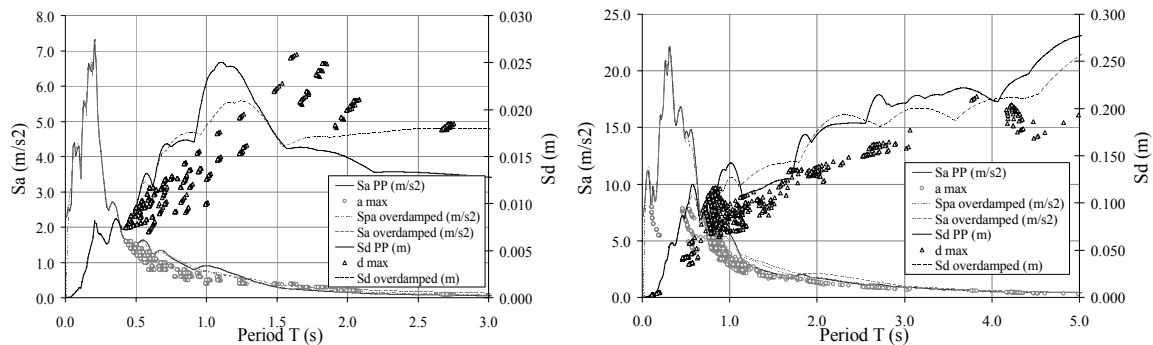 8.0
7.0
6.0
5.0
4.0
3.0
2.0
1.0
0.0
Sa (m/s2)
0.030
0.025
0.020
0.015
0.010
0.005
0.000
Sd (m)
Sa PP (m/s2)
a max
Spa overdamped (m/s2)
Sa overdamped (m/s2)
Sd PP (m)
d max
Sd overdamped (m)
0.0 0.5 1.0 1.5 2.0 2.5 3.0
Period T (s)
25.0
20.0
15.0
10.0
5.0
0.0
Sa (m/s2)
0.300
0.250
0.200
0.150
0.100
0.050
0.000
Sd (m)
Sa PP (m/s2)
a max
Spa overdamped (m/s2)
Sa overdamped (m/s2)
Sd PP (m)
d max
Sd overdamped (m)
0.0 1.0 2.0 3.0 4.0 5.0
Period T (s)